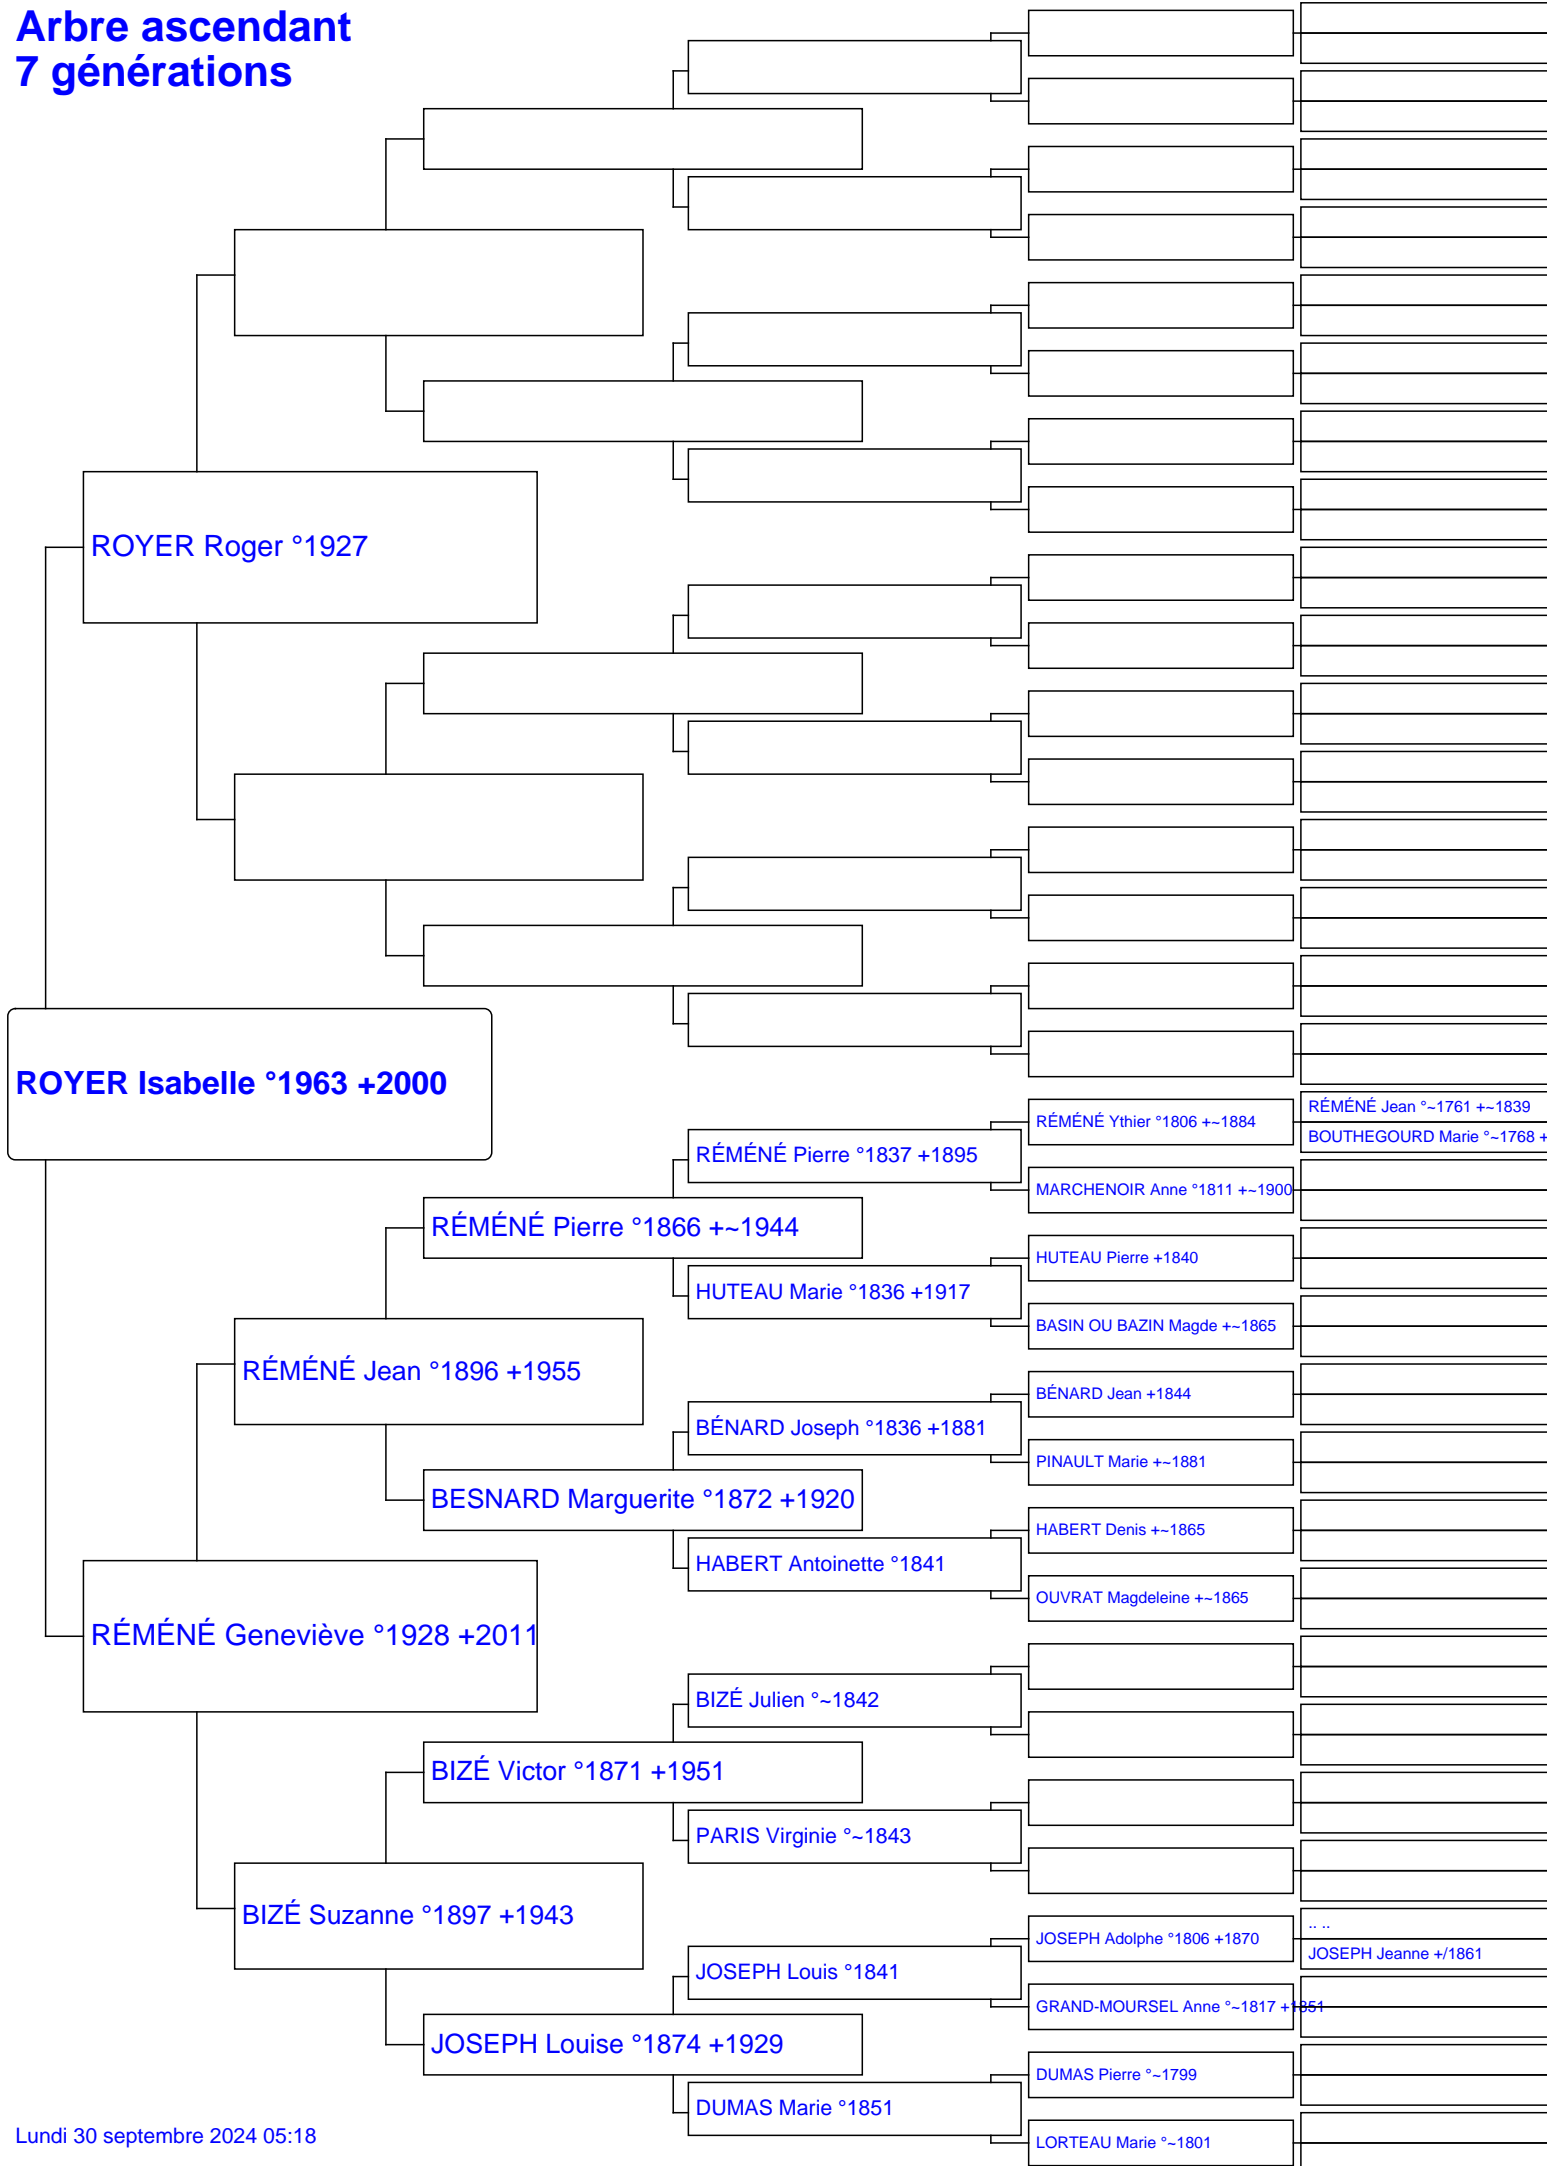 Arbre ascendant
7 générations
ROYER Roger °1927
ROYER Isabelle °1963 +2000
RÉMÉNÉ Jean °~1761 +~1839
RÉMÉNÉ Ythier °1806 +~1884
BOUTHEGOURD Marie °~1768 +
RÉMÉNÉ Pierre °1837 +1895
MARCHENOIR Anne °1811 +~1900
RÉMÉNÉ Pierre °1866 +~1944
HUTEAU Pierre +1840
HUTEAU Marie °1836 +1917
BASIN OU BAZIN Magde +~1865
RÉMÉNÉ Jean °1896 +1955
BÉNARD Jean +1844
BÉNARD Joseph °1836 +1881
PINAULT Marie +~1881
BESNARD Marguerite °1872 +1920
HABERT Denis +~1865
HABERT Antoinette °1841
OUVRAT Magdeleine +~1865
RÉMÉNÉ Geneviève °1928 +2011
BIZÉ Julien °~1842
BIZÉ Victor °1871 +1951
PARIS Virginie °~1843
BIZÉ Suzanne °1897 +1943
.. ..
JOSEPH Adolphe °1806 +1870
JOSEPH Jeanne +/1861
JOSEPH Louis °1841
GRAND-MOURSEL Anne °~1817 +1851
JOSEPH Louise °1874 +1929
DUMAS Pierre °~1799
DUMAS Marie °1851
LORTEAU Marie °~1801
Lundi 30 septembre 2024 05:18